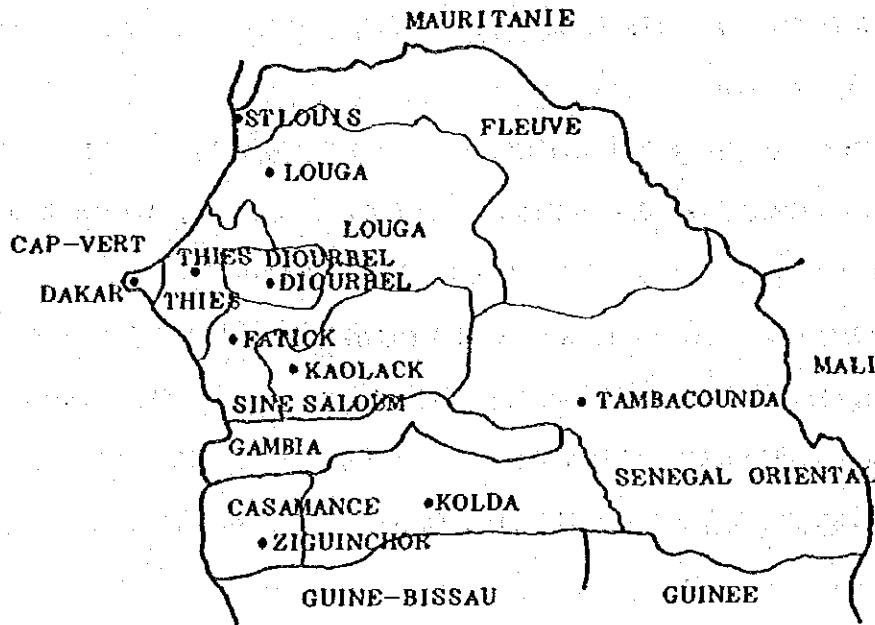 MAURITANIE
ST LOUIS
FLEUVE
LOUGA
LOUGA
CAP-VERT
THIES DIOURBEL
DAKAR
THIES
DIOURBEL
FATICK
KAOLACK
MALI
SINE SALOUM
TAMBACOUNDA
GAMBIA
SENEGAL ORIENTAL
CASAMANCE
KOLDA
ZIGUINCHOR
GUINE-BISSAU
GUINEE